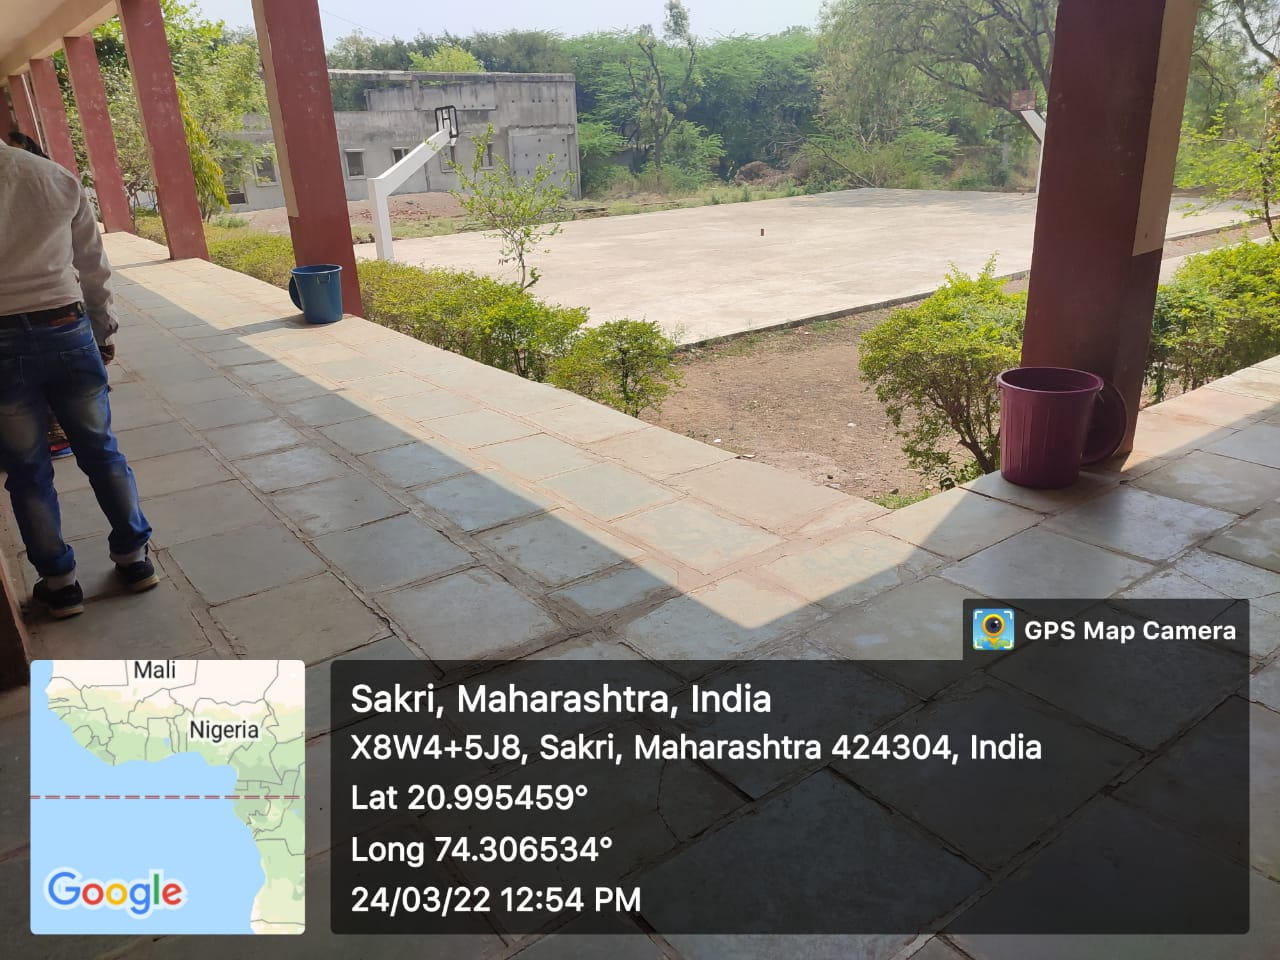 GPS Map Camera
Mali
Nigeria
Google
Sakri, Maharashtra, India
X8W4+5J8, Sakri, Maharashtra 424304, India
Lat 20.995459°
Long 74.306534°
24/03/22 12:54 PM